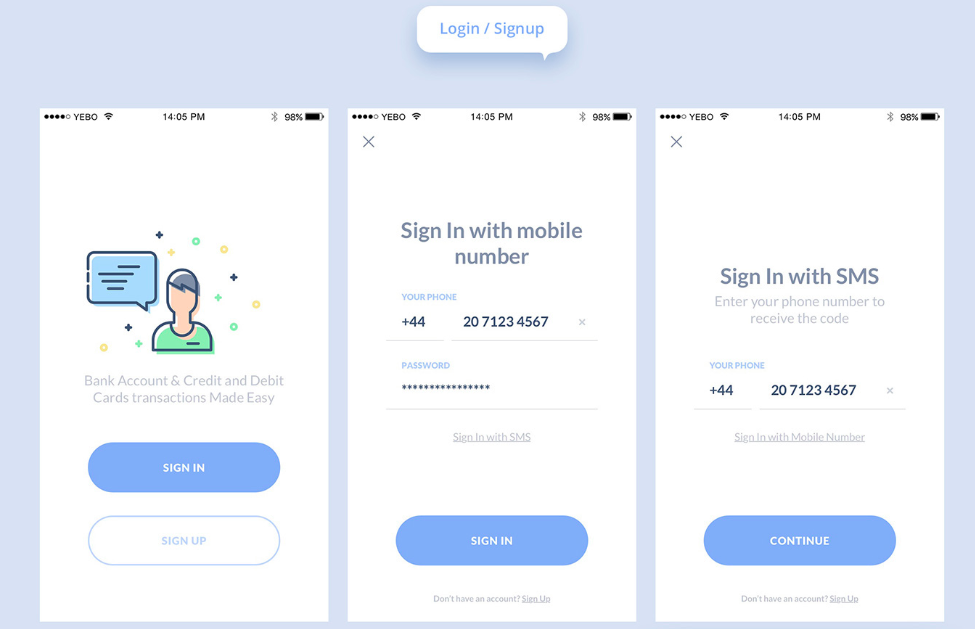 Login / Signup
●●●●○ YEBO 14:05 PM 98%
Bank Account & Credit and Debit
Cards transactions Made Easy
SIGN IN
SIGN UP
●●●●○ YEBO 14:05 PM 98%
Sign In with mobile
number
YOUR PHONE
+44 20 7123 4567 ×
PASSWORD
****************
Sign In with SMS
SIGN IN
Don't have an account? Sign Up
●●●●○ YEBO 14:05 PM 98%
Sign In with SMS
Enter your phone number to
receive the code
YOUR PHONE
+44 20 7123 4567 ×
Sign In with Mobile Number
CONTINUE
Don't have an account? Sign Up